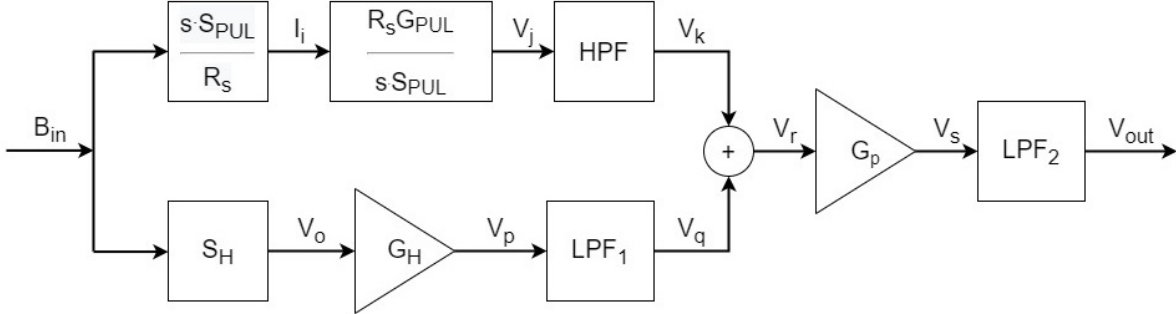 B_in
s·S_PUL
R_s
I_i
R_sG_PUL
s·S_PUL
V_j
HPF
V_k
+
V_r
G_p
V_s
LPF_2
V_out
S_H
V_o
G_H
V_p
LPF_1
V_q